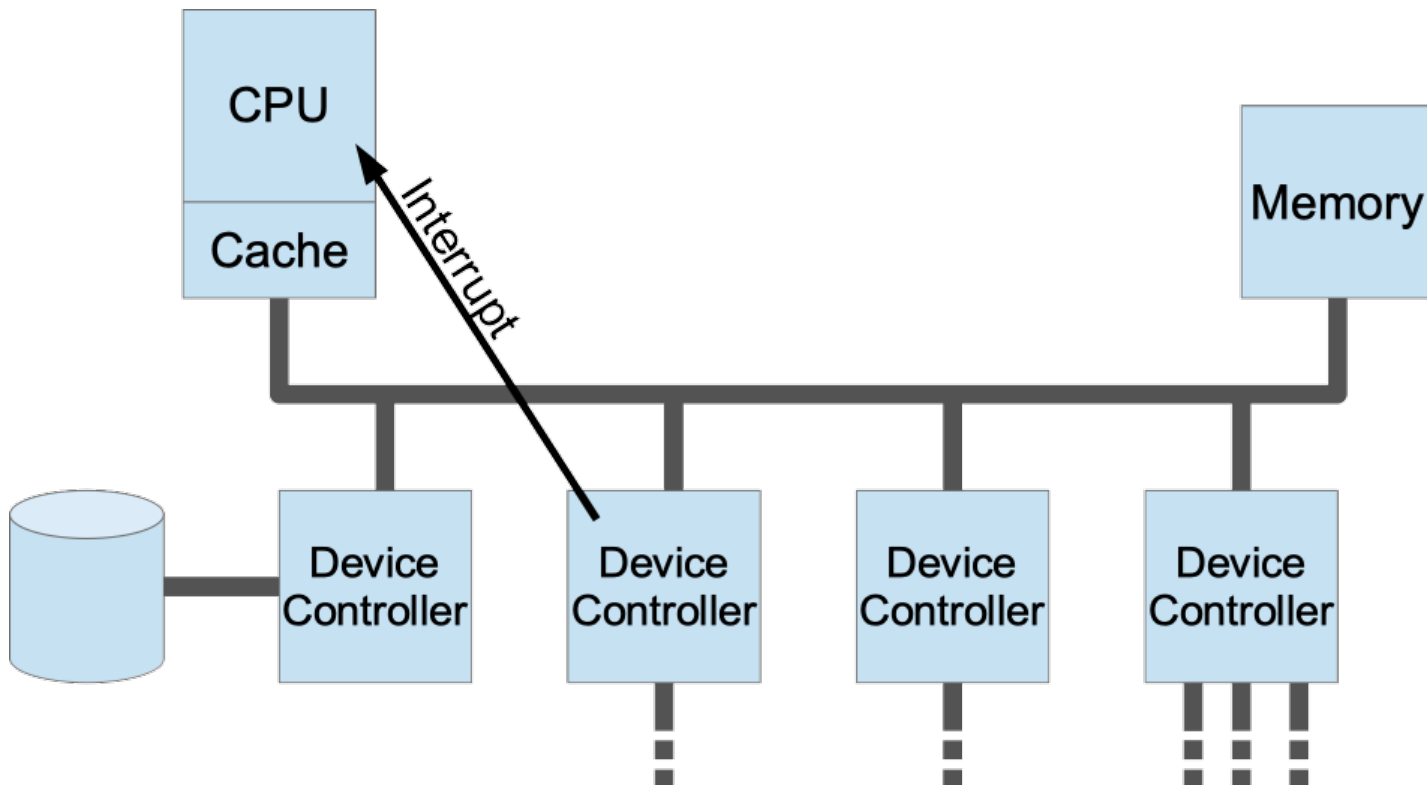 CPU
Cache
Interrupt
Memory
Device
Controller
Device
Controller
Device
Controller
Device
Controller